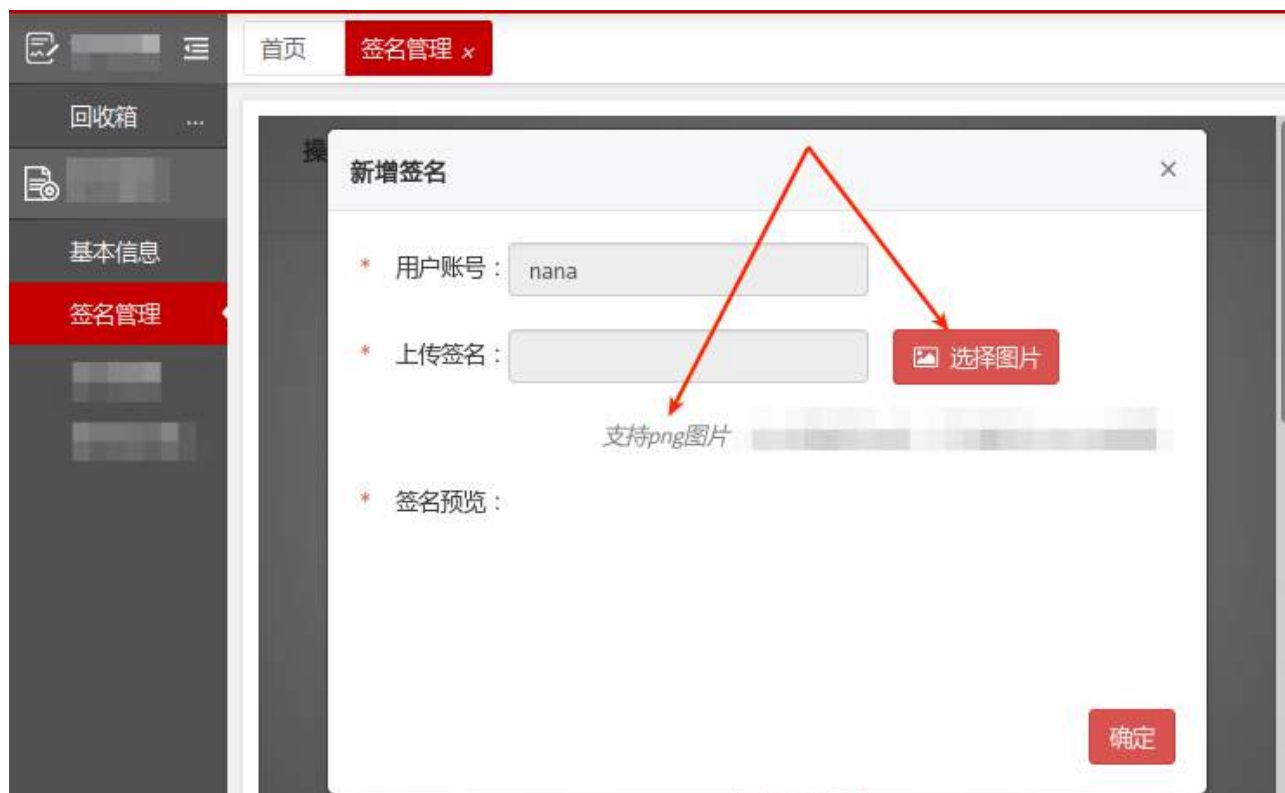 首页
签名管理 ×
回收箱 ...
操
新增签名 ×
基本信息
* 用户账号： nana
签名管理
* 上传签名：
选择图片
支持png图片
* 签名预览：
确定